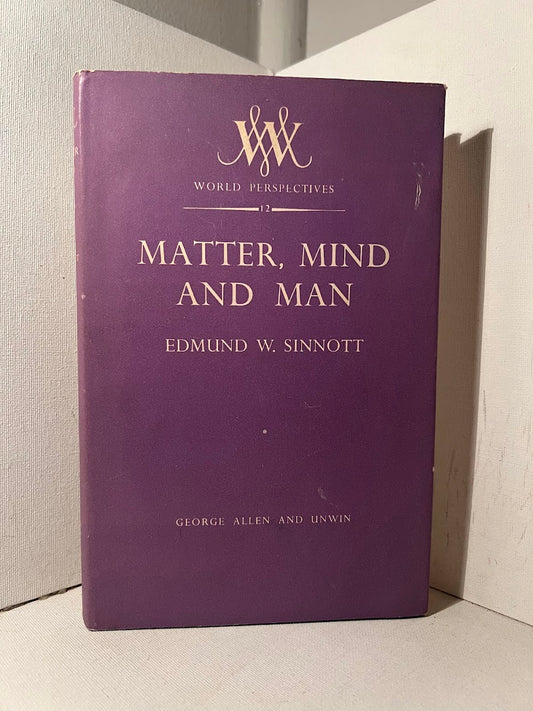 WORLD PERSPECTIVES
12
MATTER, MIND
AND MAN
EDMUND W. SINNOTT
GEORGE ALLEN AND UNWIN